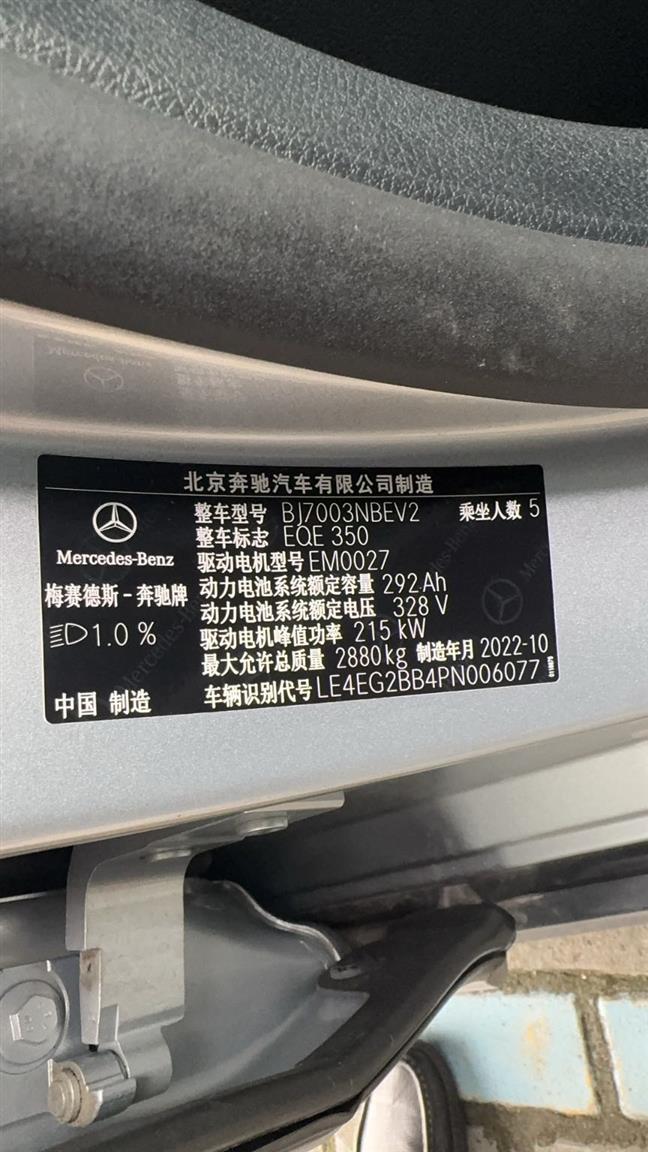 北京奔驰汽车有限公司制造
整车型号 BJ7003NBEV2 乘坐人数 5
整车标志 EQE 350
Mercedes-Benz
驱动电机型号 EM0027
梅赛德斯-奔驰牌
动力电池系统额定容量 292Ah
动力电池系统额定电压 328 V
1.0 %
驱动电机峰值功率 215 kW
最大允许总质量 2880kg 制造年月 2022-10
中国 制造
车辆识别代号 LE4EG2BB4PN006077